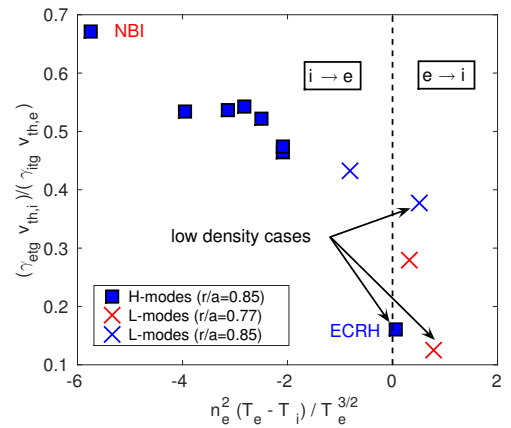 0.7
0.6
0.5
0.4
0.3
0.2
0.1
(γetg vth,i)/(γitg vth,e)
NBI
i → e
e → i
low density cases
H-modes (r/a=0.85)
L-modes (r/a=0.77)
L-modes (r/a=0.85)
ECRH
-6 -4 -2 0 2
n_e^2 (T_e - T_i) / T_e^{3/2}